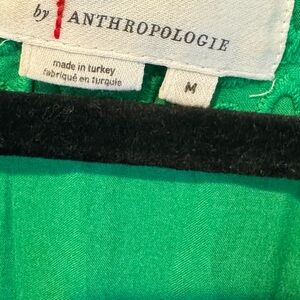 by ANTHROPOLOGIE
made in turkey
fabriqué en turquie
M